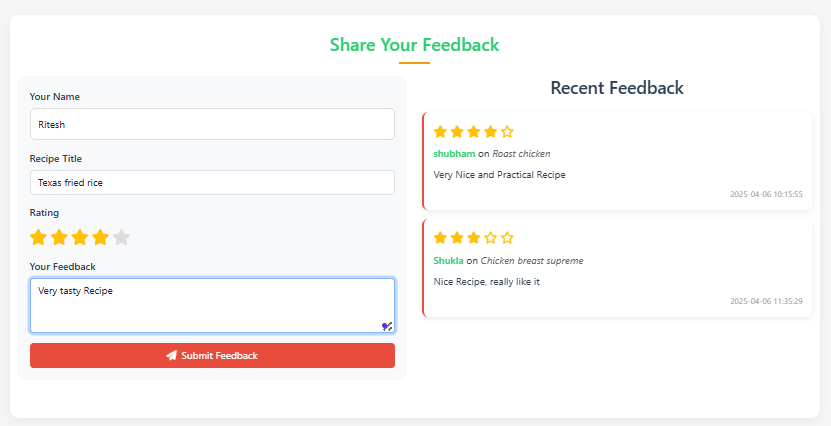 Share Your Feedback
Your Name
Ritesh
Recipe Title
Texas fried rice
Rating
Your Feedback
Very tasty Recipe
Submit Feedback
Recent Feedback
shubham on Roast chicken
Very Nice and Practical Recipe
2025-04-06 10:15:55
Shukla on Chicken breast supreme
Nice Recipe, really like it
2025-04-06 11:35:29